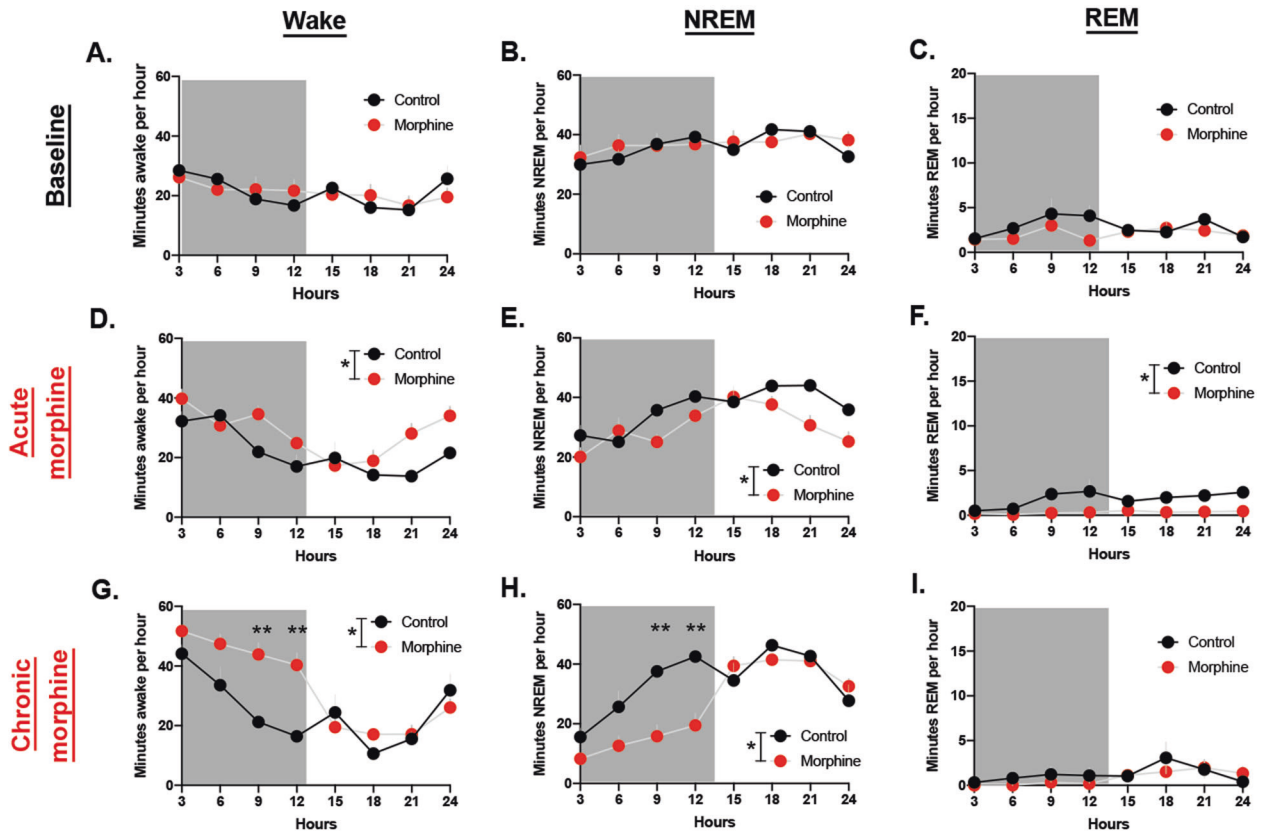 Wake
NREM
REM
Baseline
A.
Minutes awake per hour
60
40
20
0
3 6 9 12 15 18 21 24
Hours
Control
Morphine
B.
Minutes NREM per hour
60
40
20
0
3 6 9 12 15 18 21 24
Hours
Control
Morphine
C.
Minutes REM per hour
20
15
10
5
0
3 6 9 12 15 18 21 24
Hours
Control
Morphine
Acute
morphine
D.
Minutes awake per hour
60
40
20
0
3 6 9 12 15 18 21 24
Hours
* Control
Morphine
E.
Minutes NREM per hour
60
40
20
0
3 6 9 12 15 18 21 24
Hours
* Control
Morphine
F.
Minutes REM per hour
20
15
10
5
0
3 6 9 12 15 18 21 24
Hours
* Control
Morphine
Chronic
morphine
G.
Minutes awake per hour
60
40
20
0
3 6 9 12 15 18 21 24
Hours
** **
* Control
Morphine
H.
Minutes NREM per hour
60
40
20
0
3 6 9 12 15 18 21 24
Hours
** **
* Control
Morphine
I.
Minutes REM per hour
20
15
10
5
0
3 6 9 12 15 18 21 24
Hours
Control
Morphine